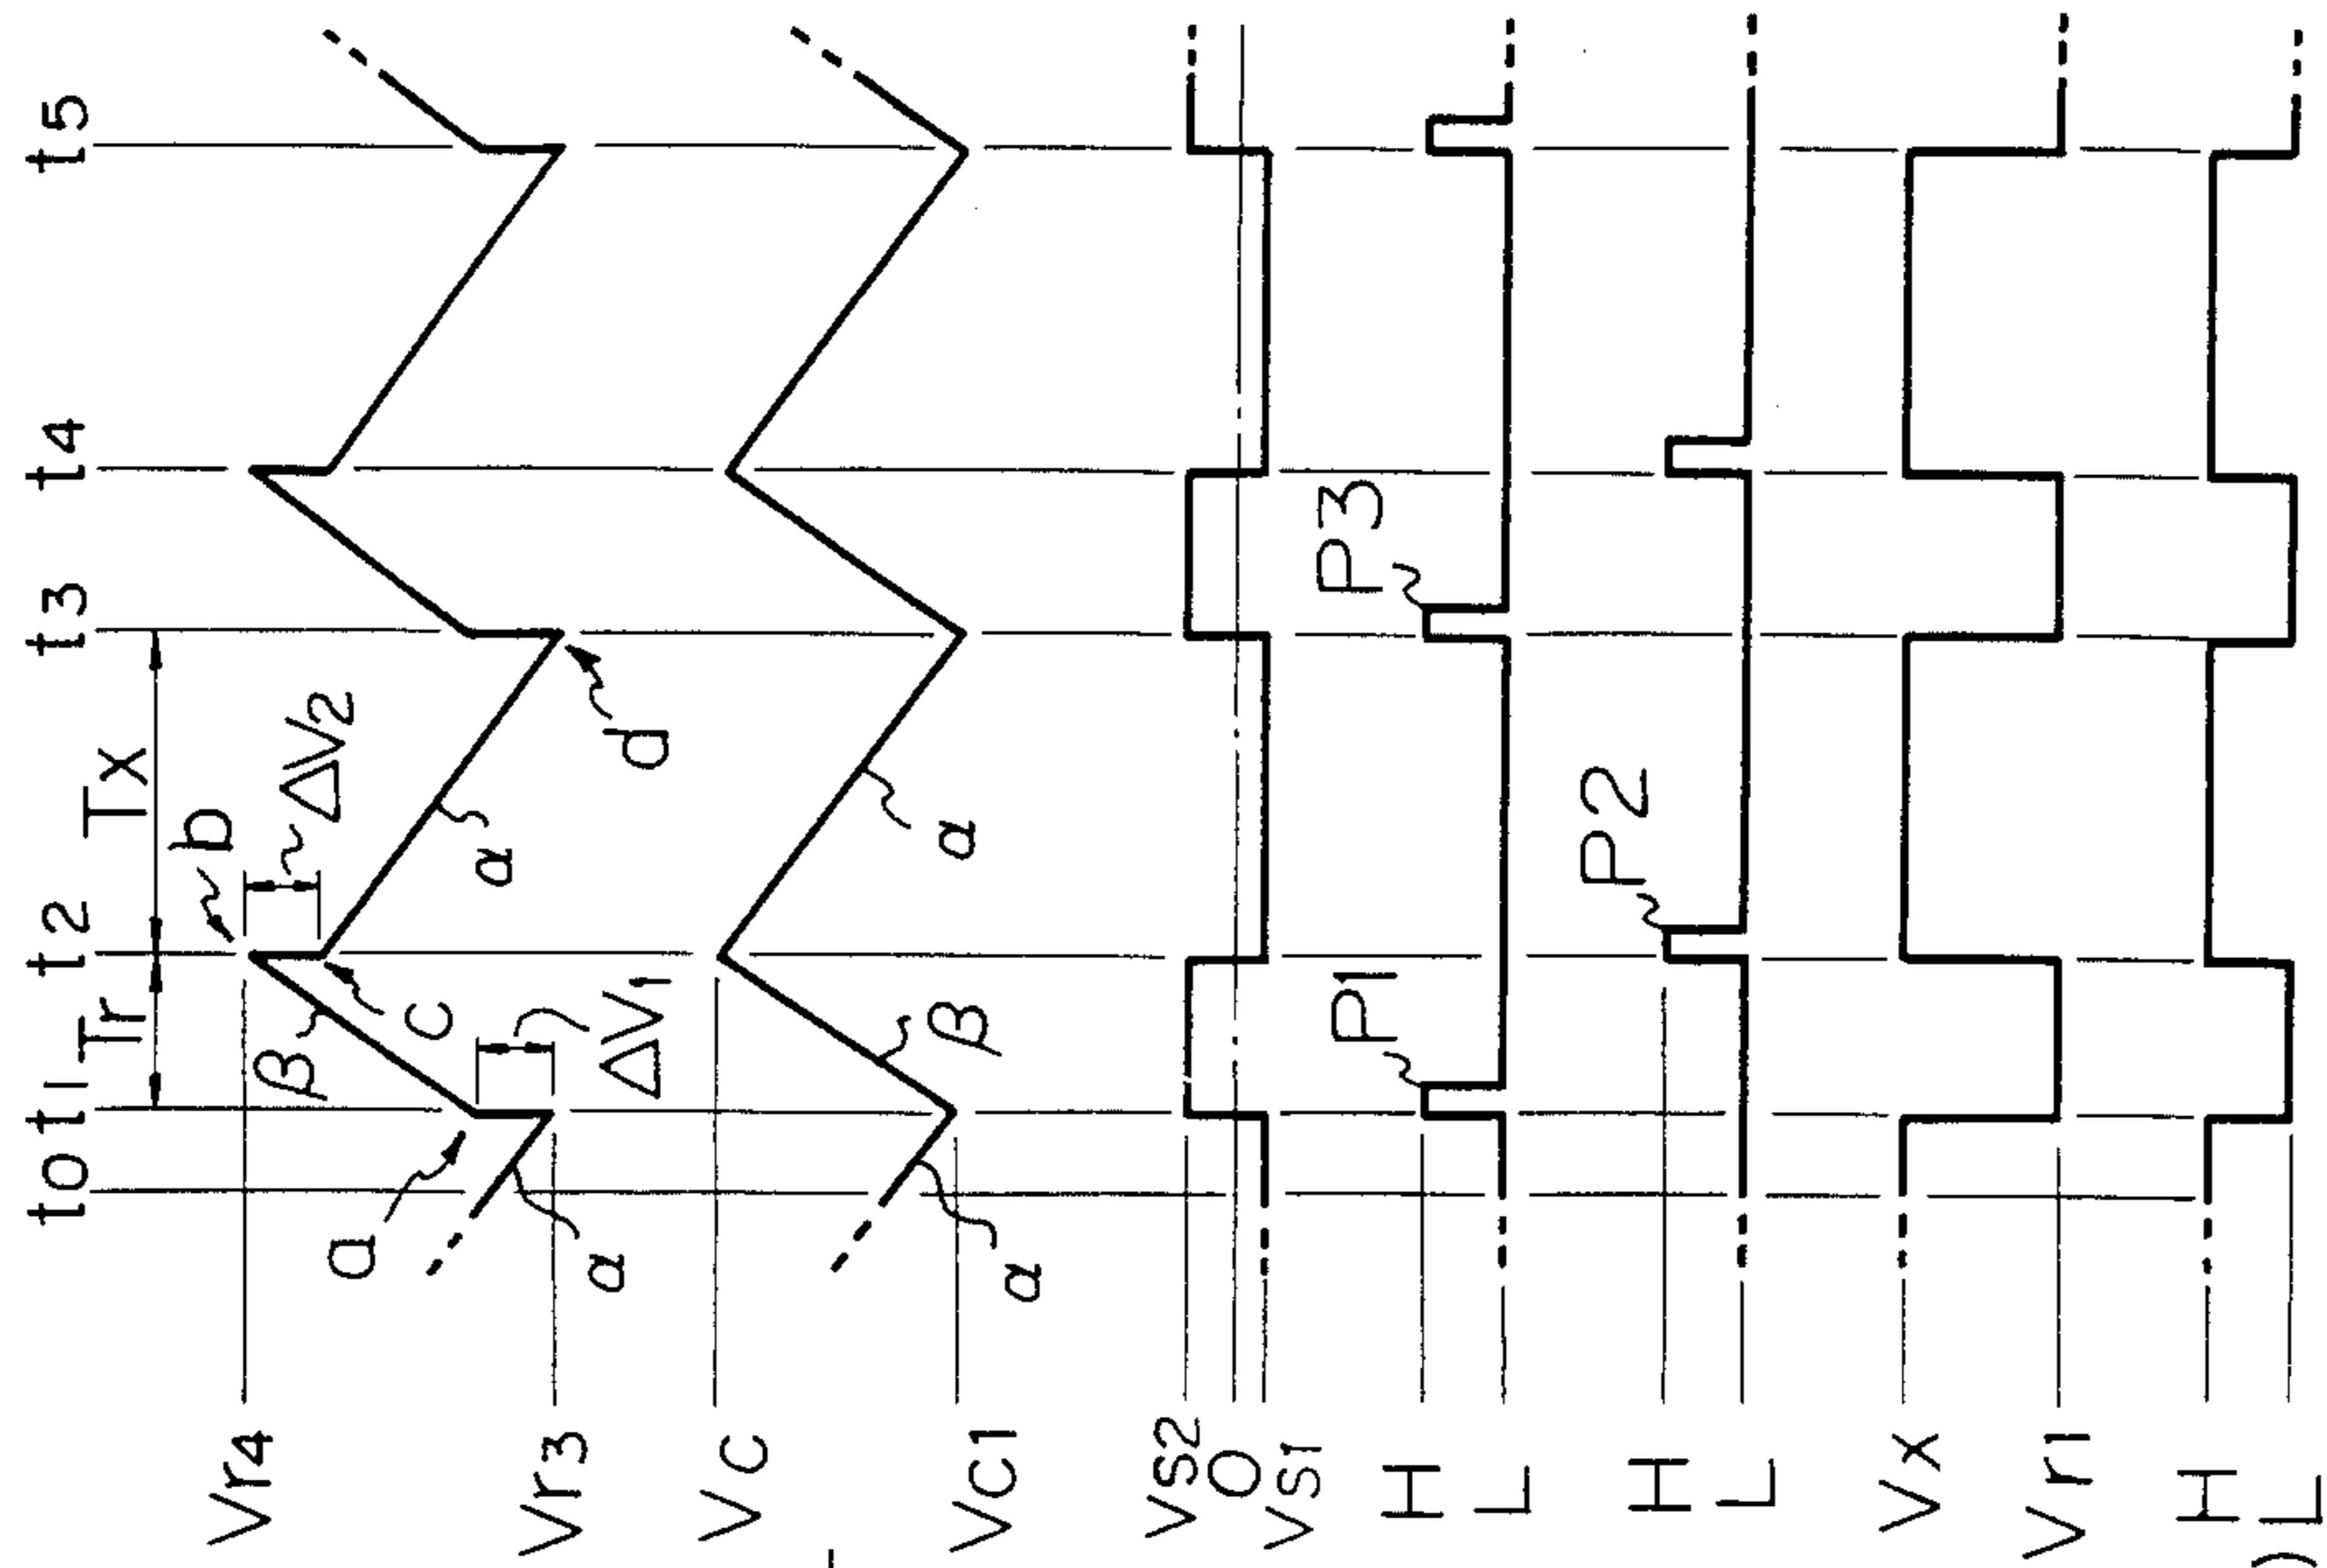 t0 t1 t2 t3 t4 t5
Tr Tx
b
ΔV2
β
c
α
d
a
ΔV1
α
Vr4
Vr3
α
β
α
VC
VC1
VS2
0
VS1
P1
P3
H
L
P2
H
L
VX
Vr1
H
L